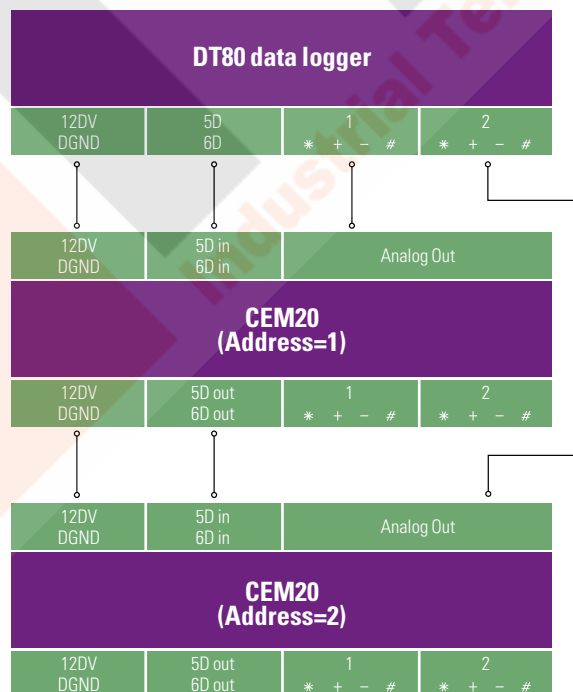 DT80 data logger
12DV 5D 1 2
DGND 6D * + – # * + – #
12DV 5D in Analog Out
DGND 6D in
CEM20
(Address=1)
12DV 5D out 1 2
DGND 6D out * + – # * + – #
12DV 5D in Analog Out
DGND 6D in
CEM20
(Address=2)
12DV 5D out 1 2
DGND 6D out * + – # * + – #
Industrial